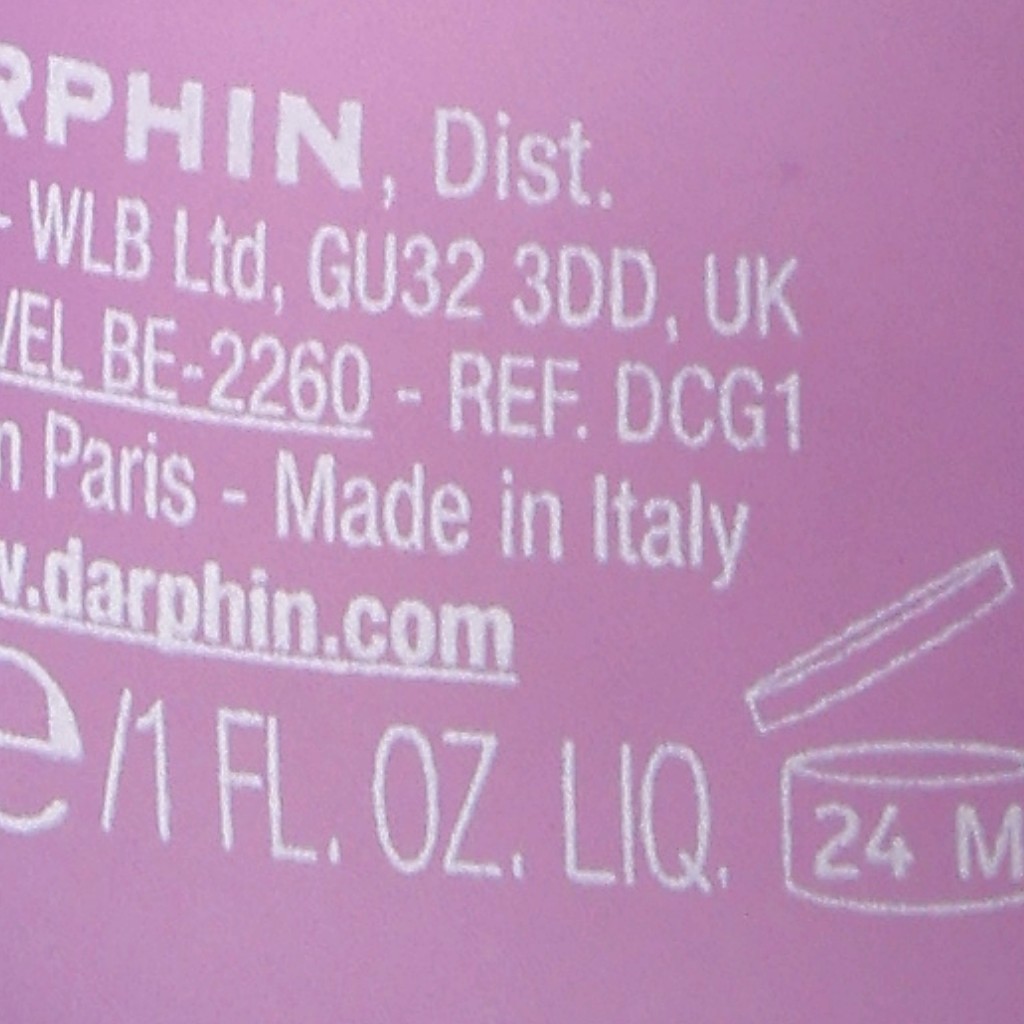 RPHIN, Dist.
- WLB Ltd, GU32 3DD, UK
VEL BE-2260 - REF. DCG1
n Paris - Made in Italy
w.darphin.com
e/1 FL. OZ. LIQ.
24 M